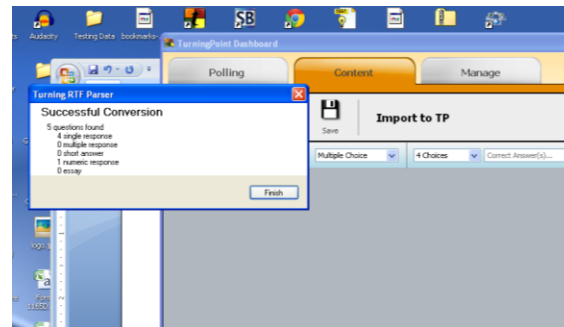 SB
Audacity
Testing Data
bookmarks-
TurningPoint Dashboard
Polling
Content
Manage
Turning RTF Parser
Successful Conversion
5 questions found
4 single response
0 multiple response
0 short answer
1 numeric response
0 essay
Finish
Save
Import to TP
Multiple Choice
4 Choices
Correct Answer(s)...